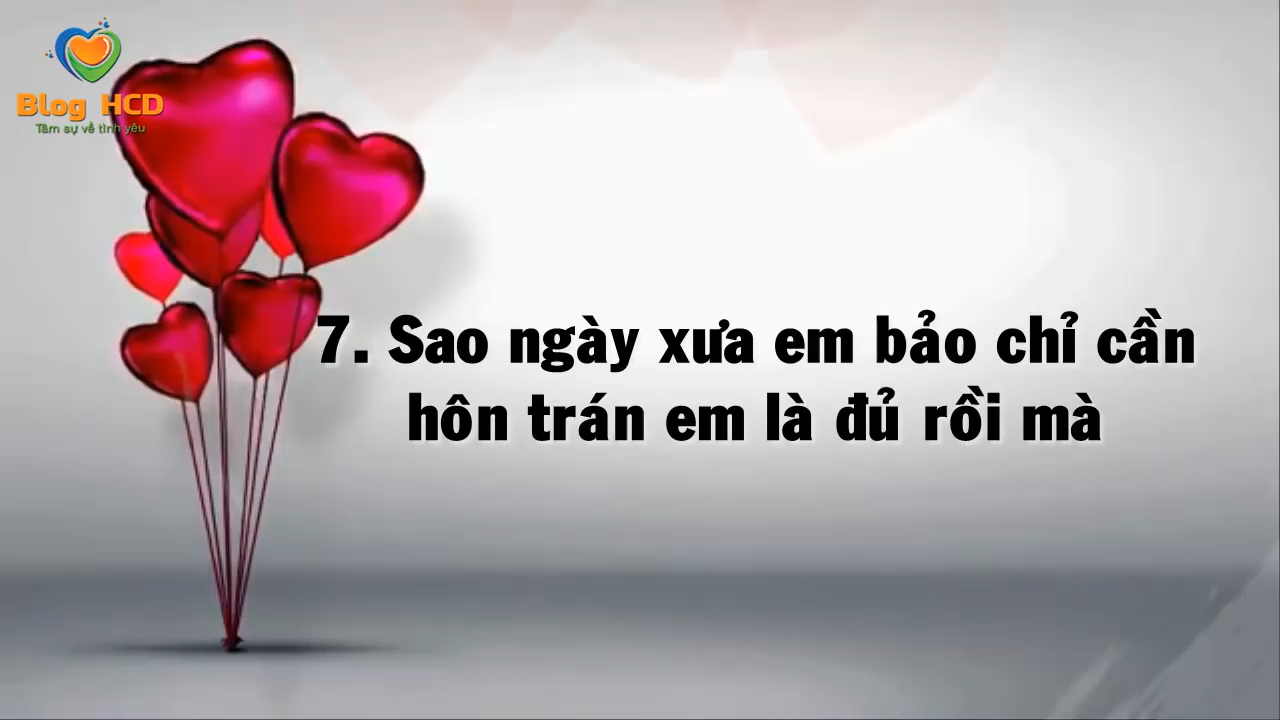 Blog HCD
Tâm sự về tình yêu
7. Sao ngày xưa em bảo chỉ cần
hôn trán em là đủ rồi mà